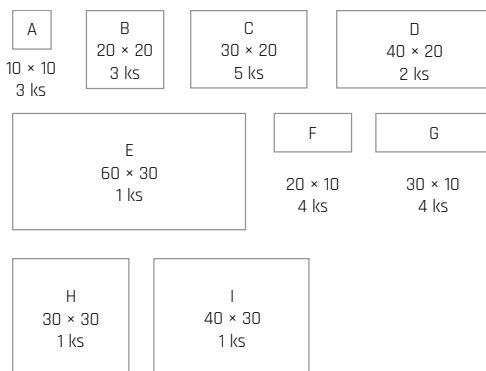 A
10 × 10
3 ks
B
20 × 20
3 ks
C
30 × 20
5 ks
D
40 × 20
2 ks
E
60 × 30
1 ks
F
20 × 10
4 ks
G
30 × 10
4 ks
H
30 × 30
1 ks
I
40 × 30
1 ks